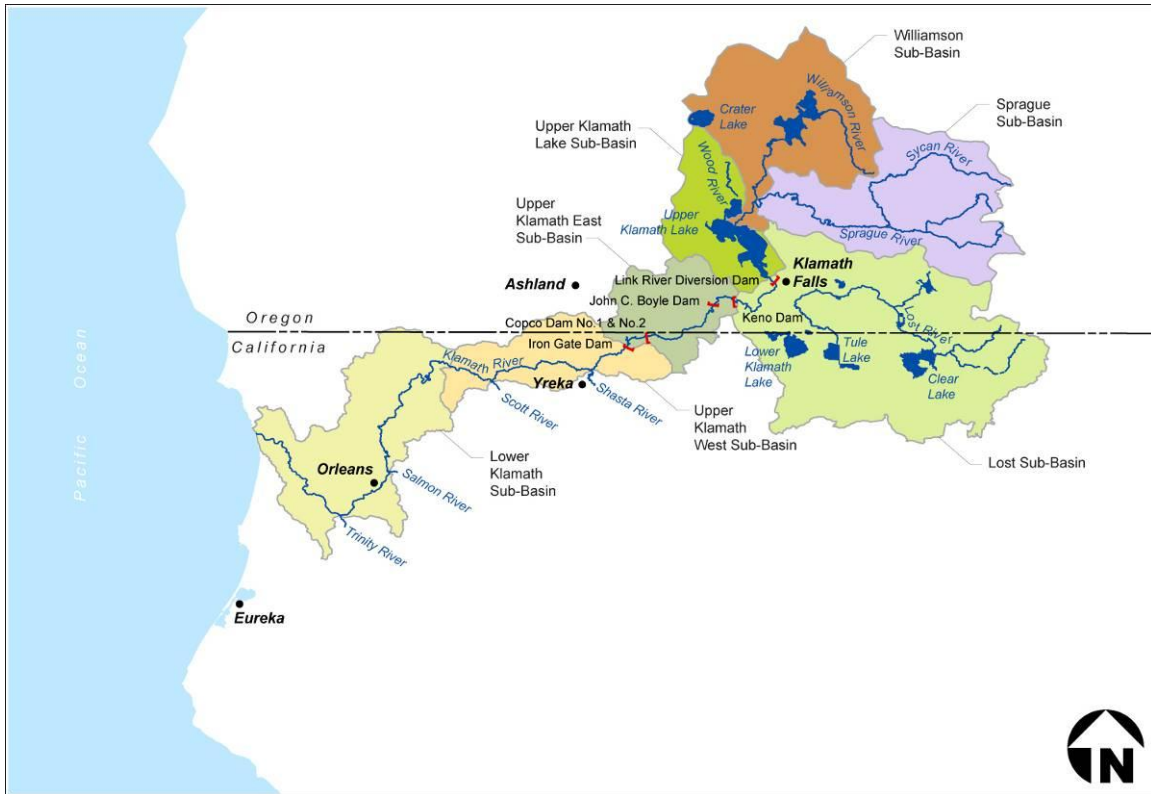 Williamson
Sub-Basin
Williamson River
Crater
Lake
Sprague
Sub-Basin
Upper Klamath
Lake Sub-Basin
Sycan River
Wood River
Upper
Klamath East
Sub-Basin
Upper
Klamath Lake
Sprague River
Klamath
Falls
Link River Diversion Dam
Ashland
John C. Boyle Dam
Keno Dam
Copco Dam No.1 & No.2
Lost River
Oregon
California
Iron Gate Dam
Lower
Klamath
Lake
Tule
Lake
Clear
Lake
Klamath River
Yreka
Shasta River
Scott River
Upper
Klamath
West Sub-Basin
Lost Sub-Basin
Lower
Klamath
Sub-Basin
Orleans
Salmon River
Trinity River
Pacific Ocean
Eureka
N